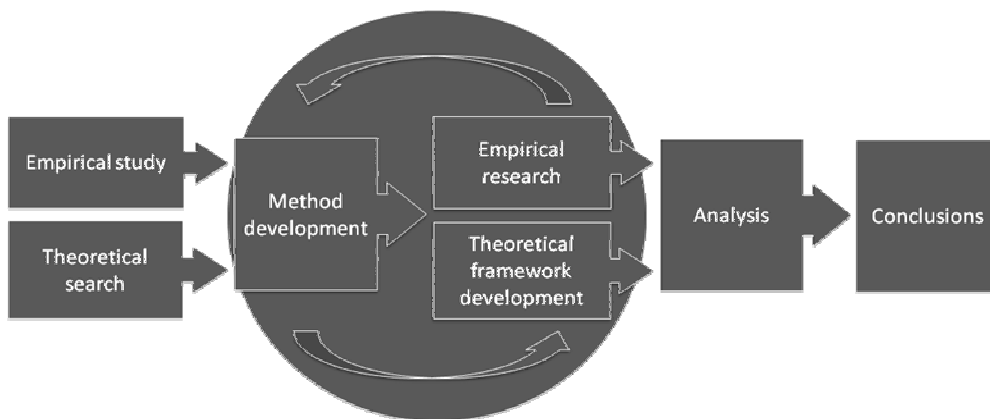 Empirical study
Theoretical
search
Method
development
Empirical
research
Theoretical
framework
development
Analysis
Conclusions